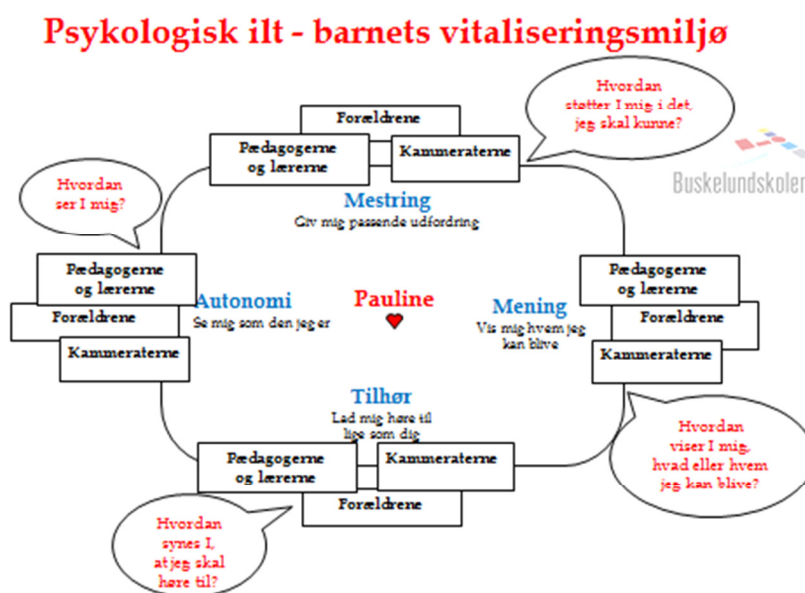 Psykologisk ilt - barnets vitaliseringsmiljø
Hvordan
støtter I mig i det,
jeg skal kunne?
Forældrene
Pædagogerne
og lærerne
Kammeraterne
Buskelundskolen
Hvordan
ser I mig?
Mestring
Giv mig passende udfordring
Pædagogerne
og lærerne
Forældrene
Kammeraterne
Autonomi
Se mig som den jeg er
Pauline
Mening
Vis mig hvem jeg
kan blive
Pædagogerne
og lærerne
Forældrene
Kammeraterne
Tilhør
Lad mig høre til
lige som dig
Pædagogerne
og lærerne
Kammeraterne
Forældrene
Hvordan
viser I mig,
hvad eller hvem
jeg kan blive?
Hvordan
synes I,
at jeg skal
høre til?